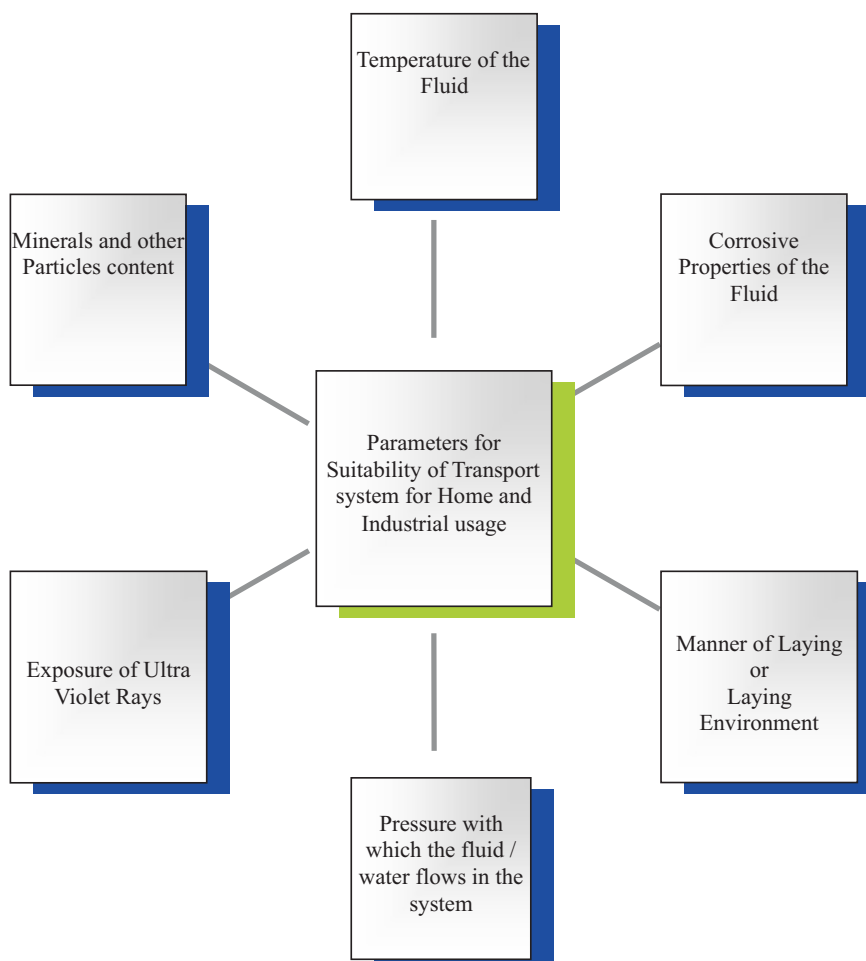 Temperature of the
Fluid
Minerals and other
Particles content
Corrosive
Properties of the
Fluid
Parameters for
Suitability of Transport
system for Home and
Industrial usage
Exposure of Ultra
Violet Rays
Manner of Laying
or
Laying
Environment
Pressure with
which the fluid /
water flows in the
system